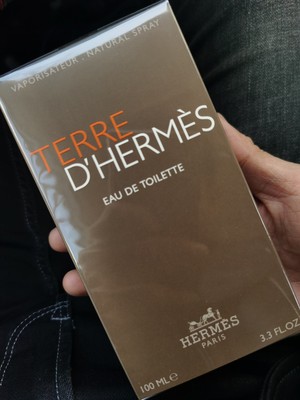 VAPORISATEUR · NATURAL SPRAY
TERRE
D'HERMÈS
EAU DE TOILETTE
HERMÈS
PARIS
100 ML ℮
3.3 FL.OZ